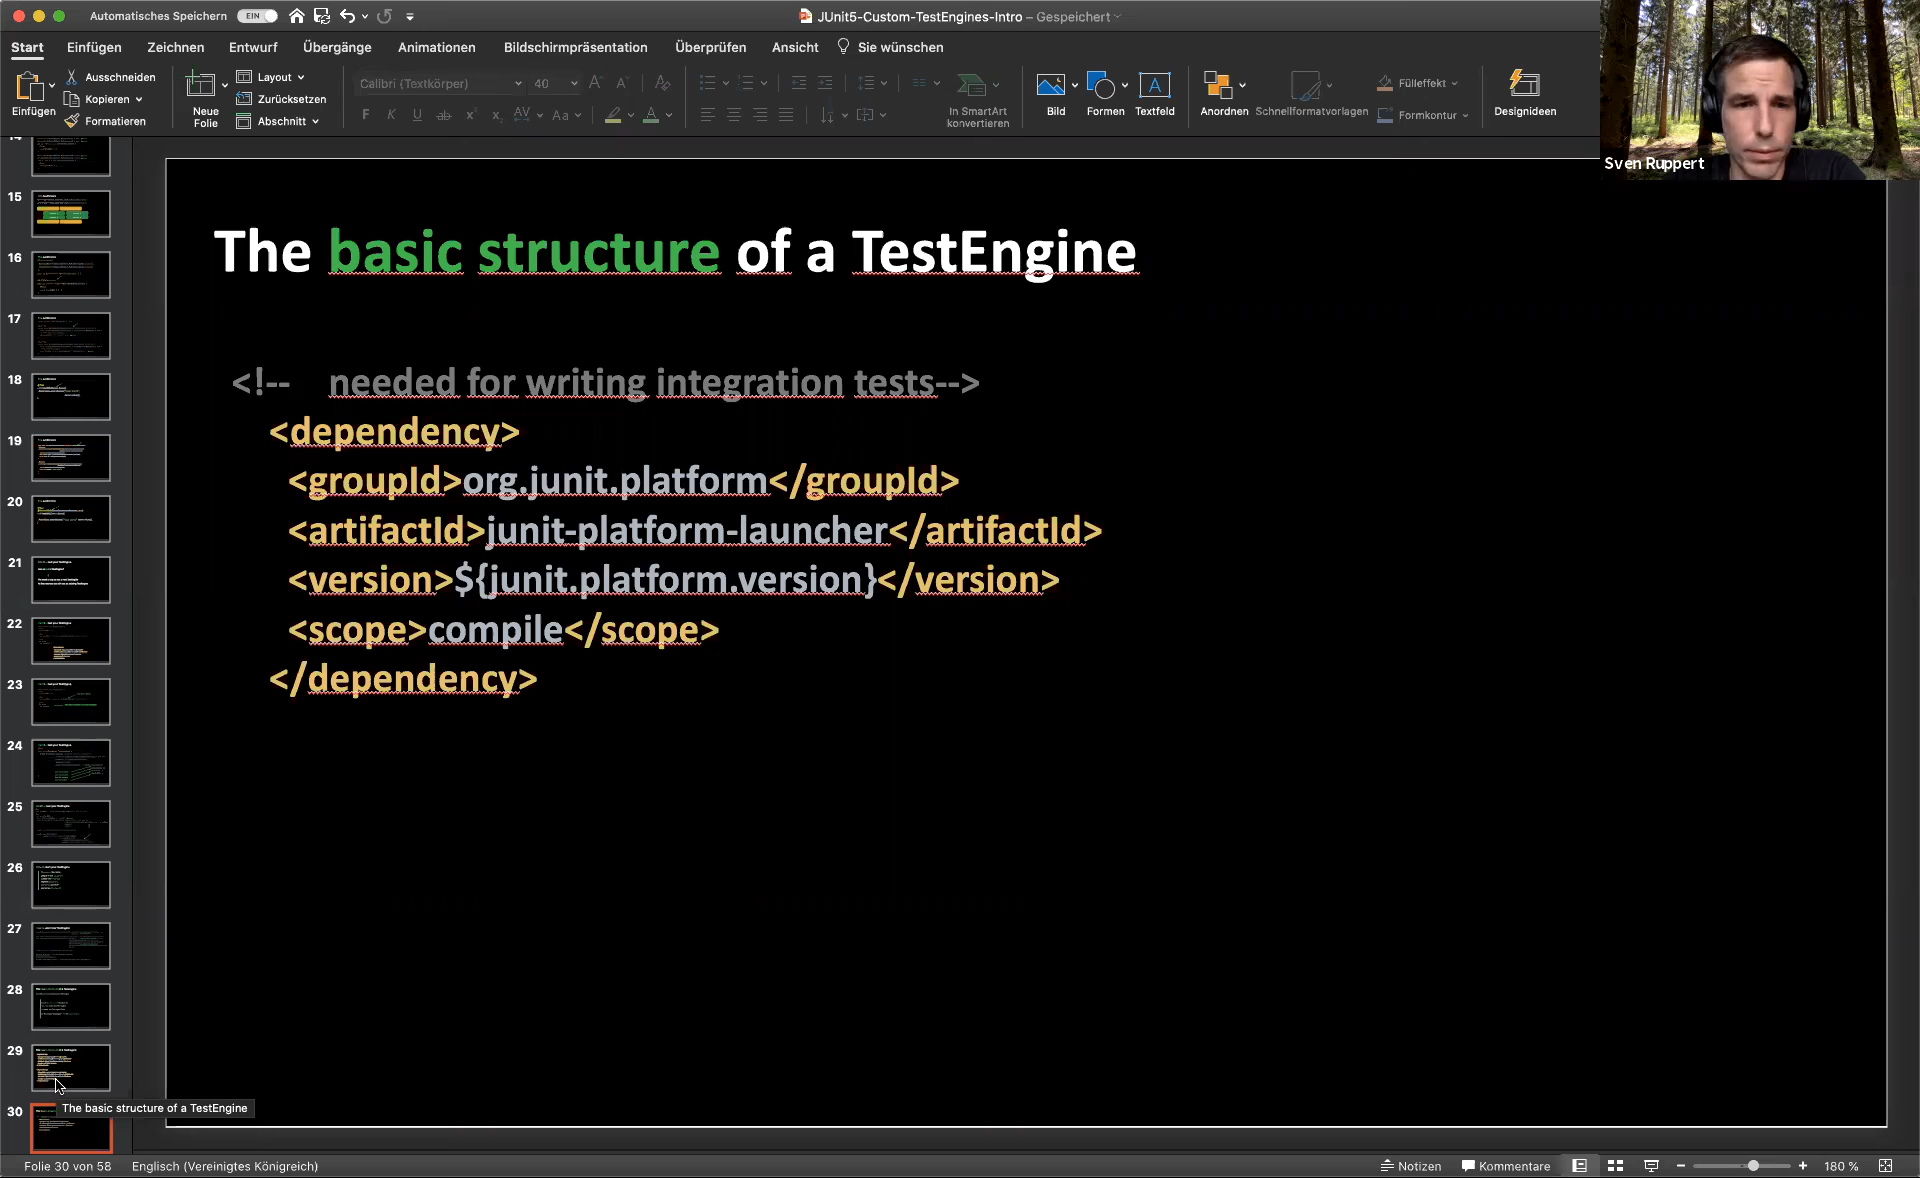 Automatisches Speichern EIN JUnit5-Custom-TestEngines-Intro – Gespeichert
Start Einfügen Zeichnen Entwurf Übergänge Animationen Bildschirmpräsentation Überprüfen Ansicht Sie wünschen
Einfügen
Ausschneiden
Kopieren
Formatieren
Neue
Folie
Layout
Zurücksetzen
Abschnitt
Calibri (Textkörper) 40
F K U ab x x AV Aa A
In SmartArt
konvertieren
Bild
Formen
Textfeld
Anordnen
Schnellformatvorlagen
Fülleffekt
Formkontur
Designideen
Sven Ruppert
The basic structure of a TestEngine
<!-- needed for writing integration tests-->
<dependency>
<groupId>org.junit.platform</groupId>
<artifactId>junit-platform-launcher</artifactId>
<version>${junit.platform.version}</version>
<scope>compile</scope>
</dependency>
14
15
16
17
18
19
20
21
22
23
24
25
26
27
28
29
30
The basic structure of a TestEngine
Folie 30 von 58 Englisch (Vereinigtes Königreich) Notizen Kommentare 180 %